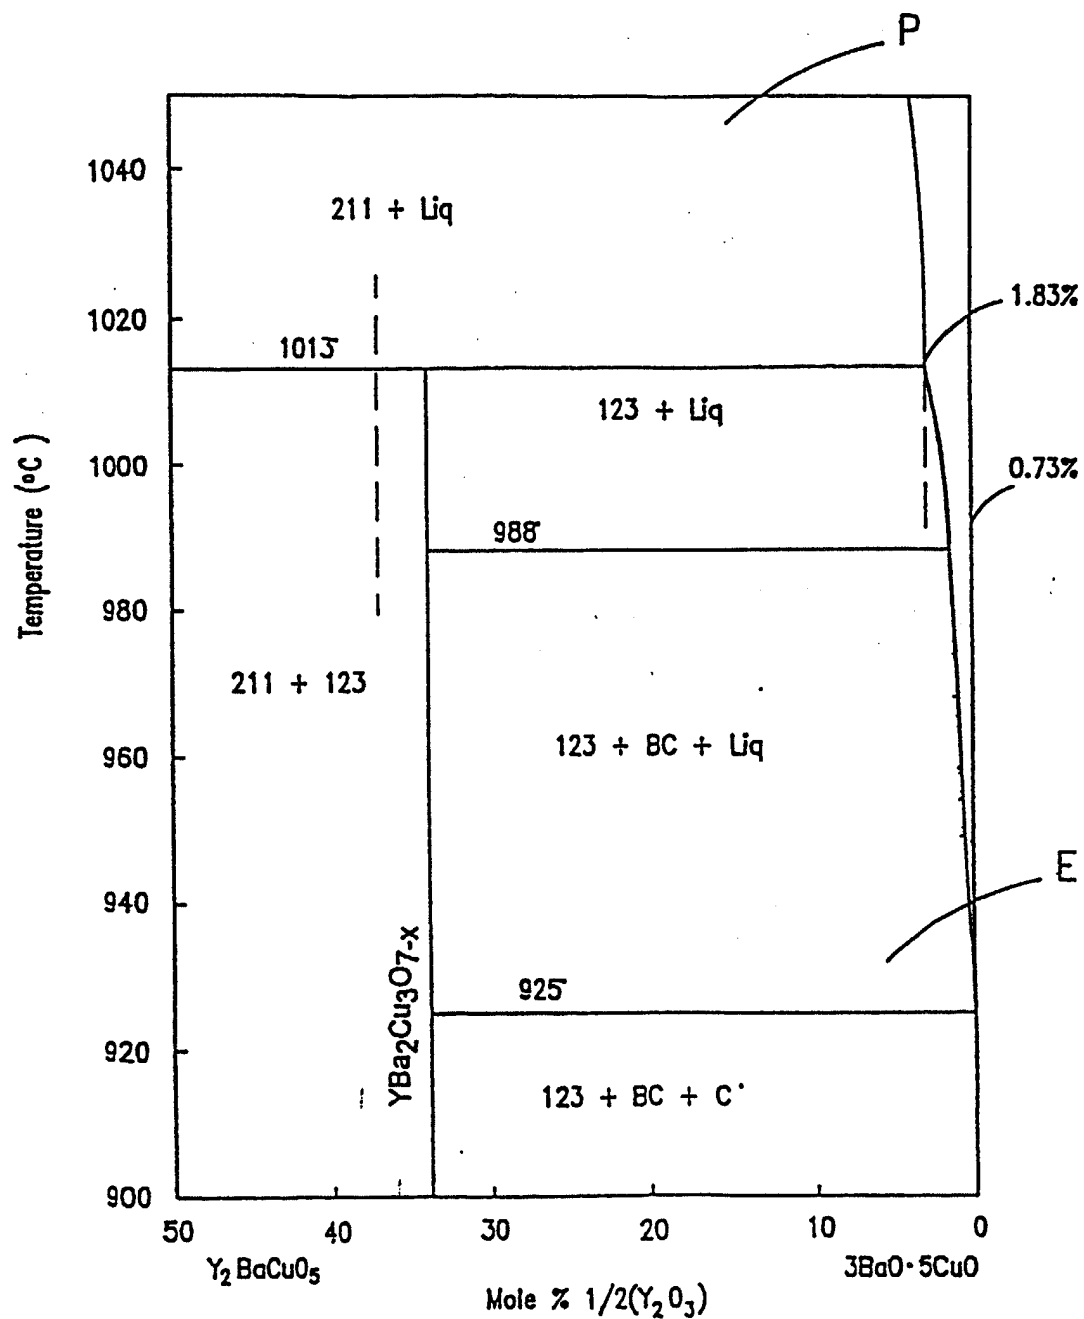 P
1040
211 + Liq
1.83%
1020
1013°
123 + Liq
1000
0.73%
988°
Temperature (oC )
980
211 + 123
123 + BC + Liq
960
E
940
925°
YBa2Cu3O7-x
920
123 + BC + C
900
50 40 30 20 10 0
Y2BaCuO5
3BaO·5CuO
Mole % 1/2(Y2O3)